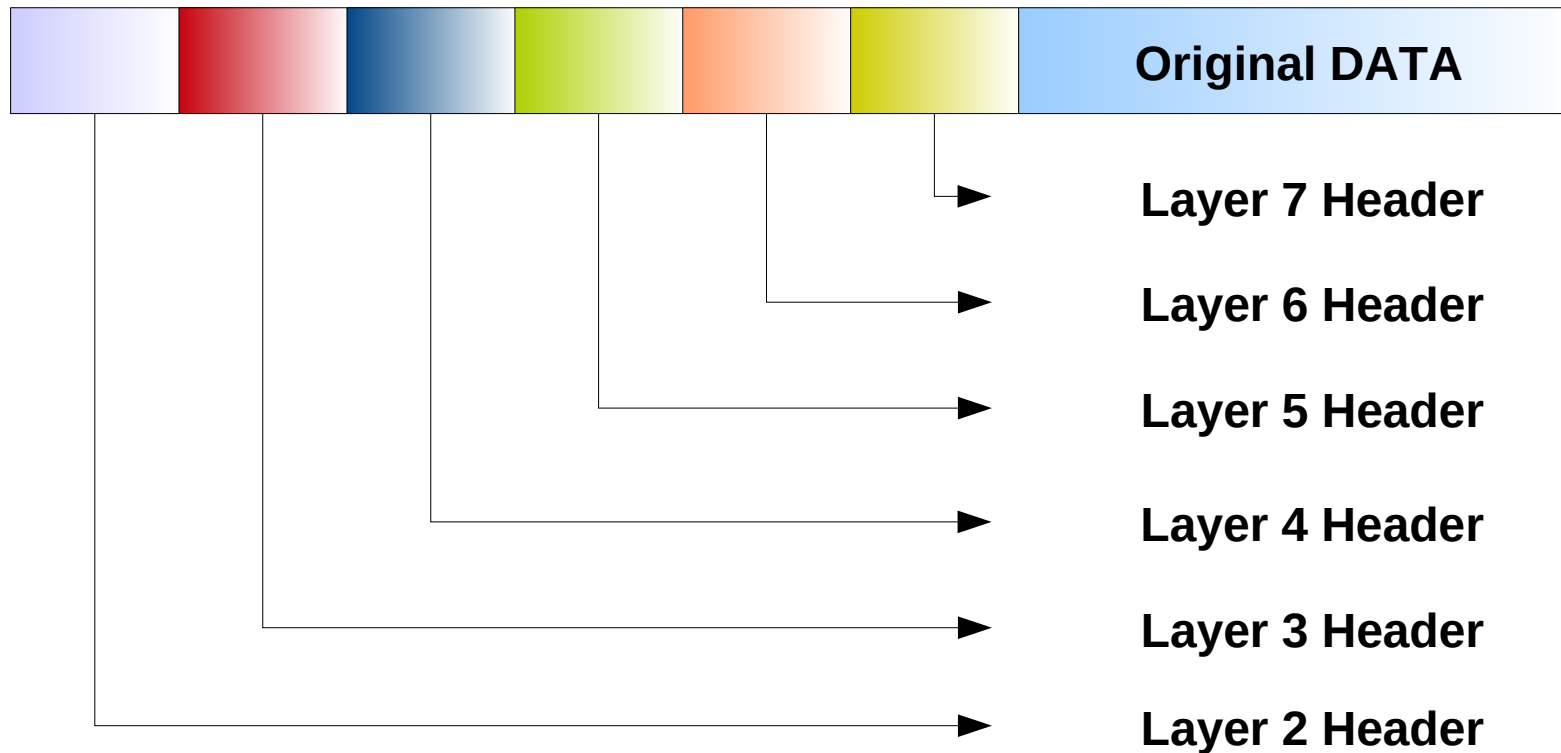 Original DATA
Layer 7 Header
Layer 6 Header
Layer 5 Header
Layer 4 Header
Layer 3 Header
Layer 2 Header